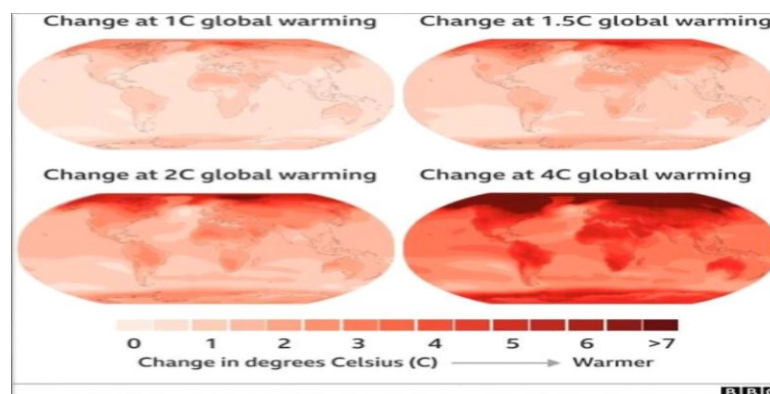 Change at 1C global warming
Change at 1.5C global warming
Change at 2C global warming
Change at 4C global warming
0 1 2 3 4 5 6 >7
Change in degrees Celsius (C) Warmer
BBC